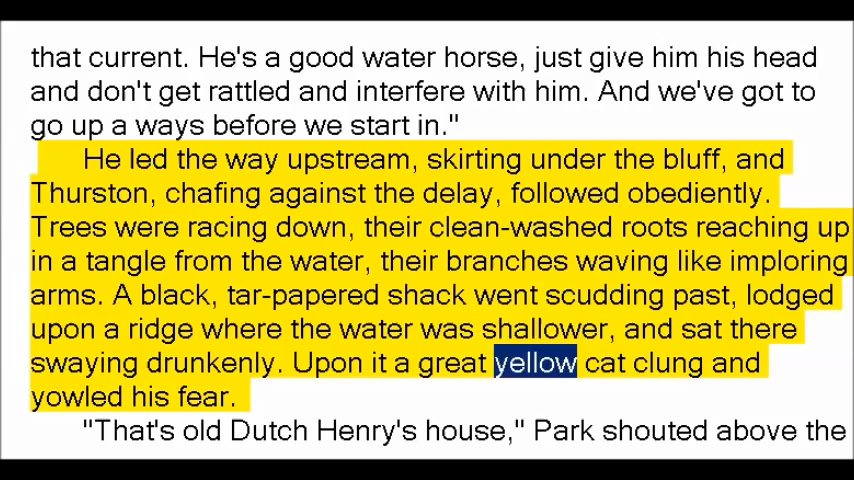 that current. He's a good water horse, just give him his head
and don't get rattled and interfere with him. And we've got to
go up a ways before we start in."
He led the way upstream, skirting under the bluff, and
Thurston, chafing against the delay, followed obediently.
Trees were racing down, their clean-washed roots reaching up
in a tangle from the water, their branches waving like imploring
arms. A black, tar-papered shack went scudding past, lodged
upon a ridge where the water was shallower, and sat there
swaying drunkenly. Upon it a great yellow cat clung and
yowled his fear.
"That's old Dutch Henry's house," Park shouted above the